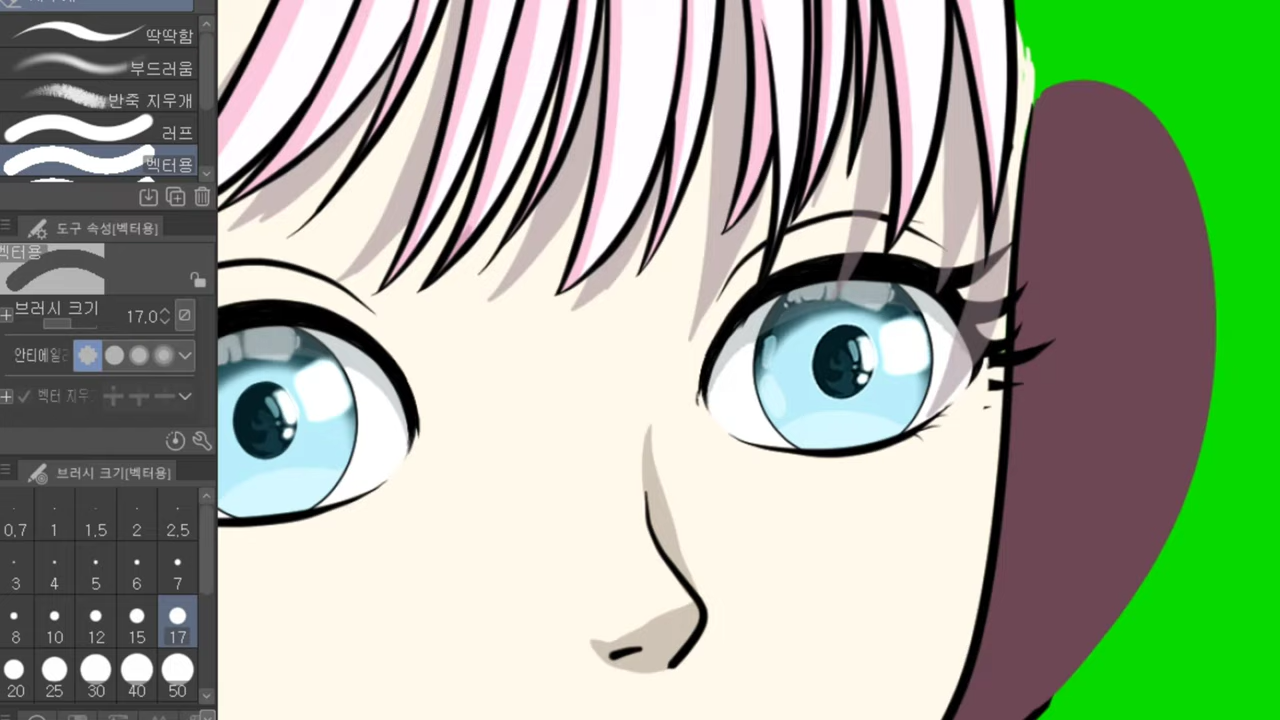 딱딱함
부드러움
반죽 지우개
러프
벡터용
도구 속성[벡터용]
벡터용
브러시 크기 17.0
안티에일
벡터 지우
브러시 크기[벡터용]
0.7 1 1.5 2 2.5
3 4 5 6 7
8 10 12 15 17
20 25 30 40 50